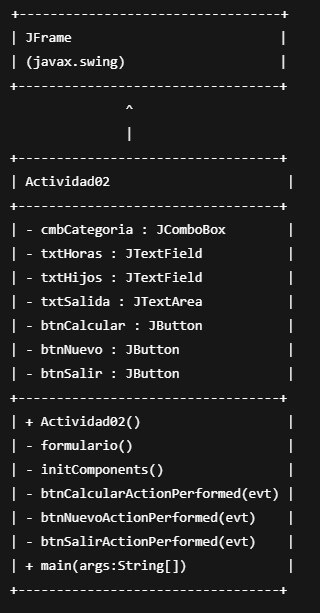 +----------------------------------+
| JFrame                           |
| (javax.swing)                    |
+----------------------------------+
               ^
               |
+----------------------------------+
| Actividad02                       |
+----------------------------------+
| - cmbCategoria : JComboBox        |
| - txtHoras : JTextField           |
| - txtHijos : JTextField           |
| - txtSalida : JTextArea           |
| - btnCalcular : JButton           |
| - btnNuevo : JButton              |
| - btnSalir : JButton              |
+----------------------------------+
| + Actividad02()                   |
| - formulario()                    |
| - initComponents()                |
| - btnCalcularActionPerformed(evt) |
| - btnNuevoActionPerformed(evt)    |
| - btnSalirActionPerformed(evt)    |
| + main(args:String[])             |
+----------------------------------+